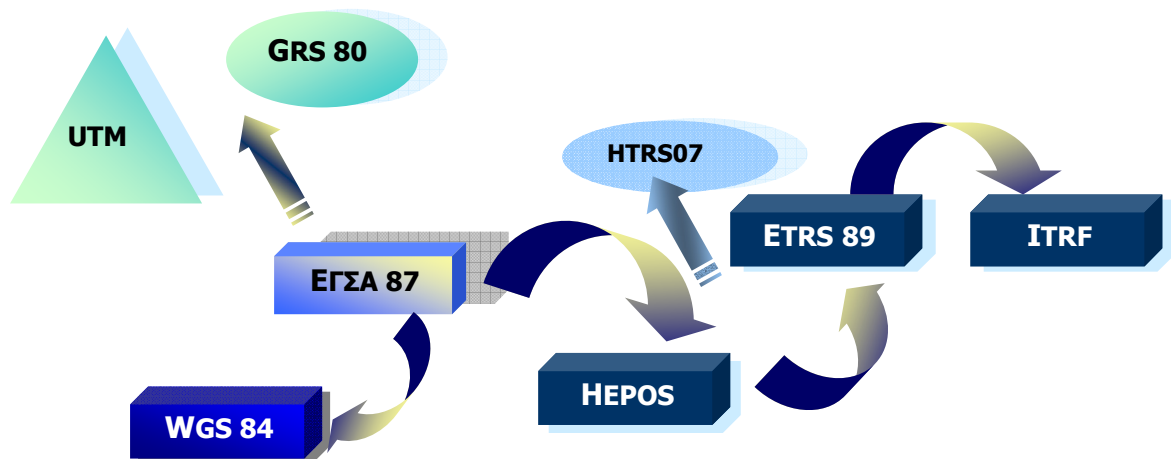 GRS 80
UTM
HTRS07
ETRS 89
ITRF
ΕΓΣΑ 87
HEPOS
WGS 84